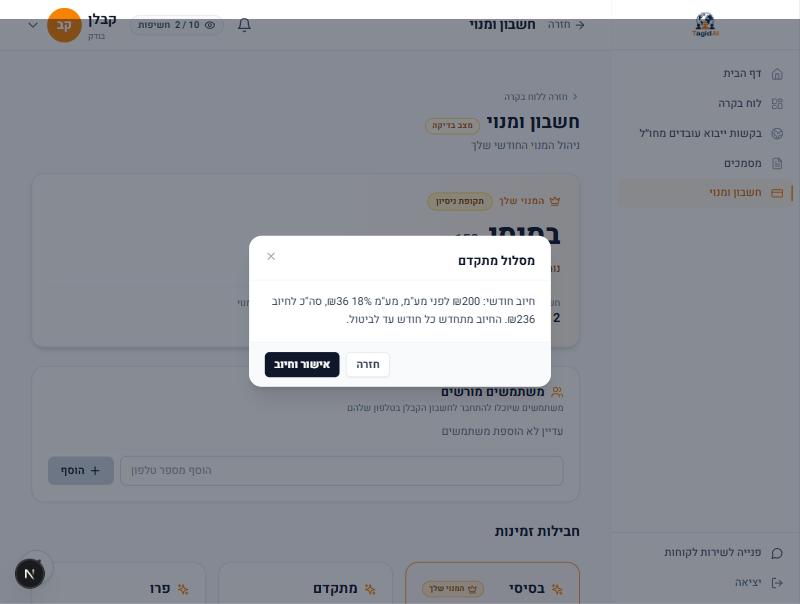 TagidAI
דף הבית
לוח בקרה
בקשות ייבוא עובדים מחו"ל
מסמכים
חשבון ומנוי
פנייה לשירות לקוחות
יציאה
חזרה
חשבון ומנוי
2 / 10 חשיפות
קבלן
בודק
קב
חזרה ללוח בקרה
חשבון ומנוי
מצב בדיקה
ניהול המנוי החודשי שלך
המנוי שלך
תקופת ניסיון
בסיסי
2
מסלול מתקדם
חיוב חודשי: ₪200 לפני מע"מ, מע"מ 18% ₪36, סה"כ לחיוב
₪236. החיוב מתחדש כל חודש עד לביטול.
חזרה
אישור וחיוב
משתמשים מורשים
משתמשים שיוכלו להתחבר לחשבון הקבלן בטלפון שלהם
עדיין לא הוספת משתמשים
הוסף מספר טלפון
הוסף
חבילות זמינות
בסיסי
המנוי שלך
מתקדם
פרו
N